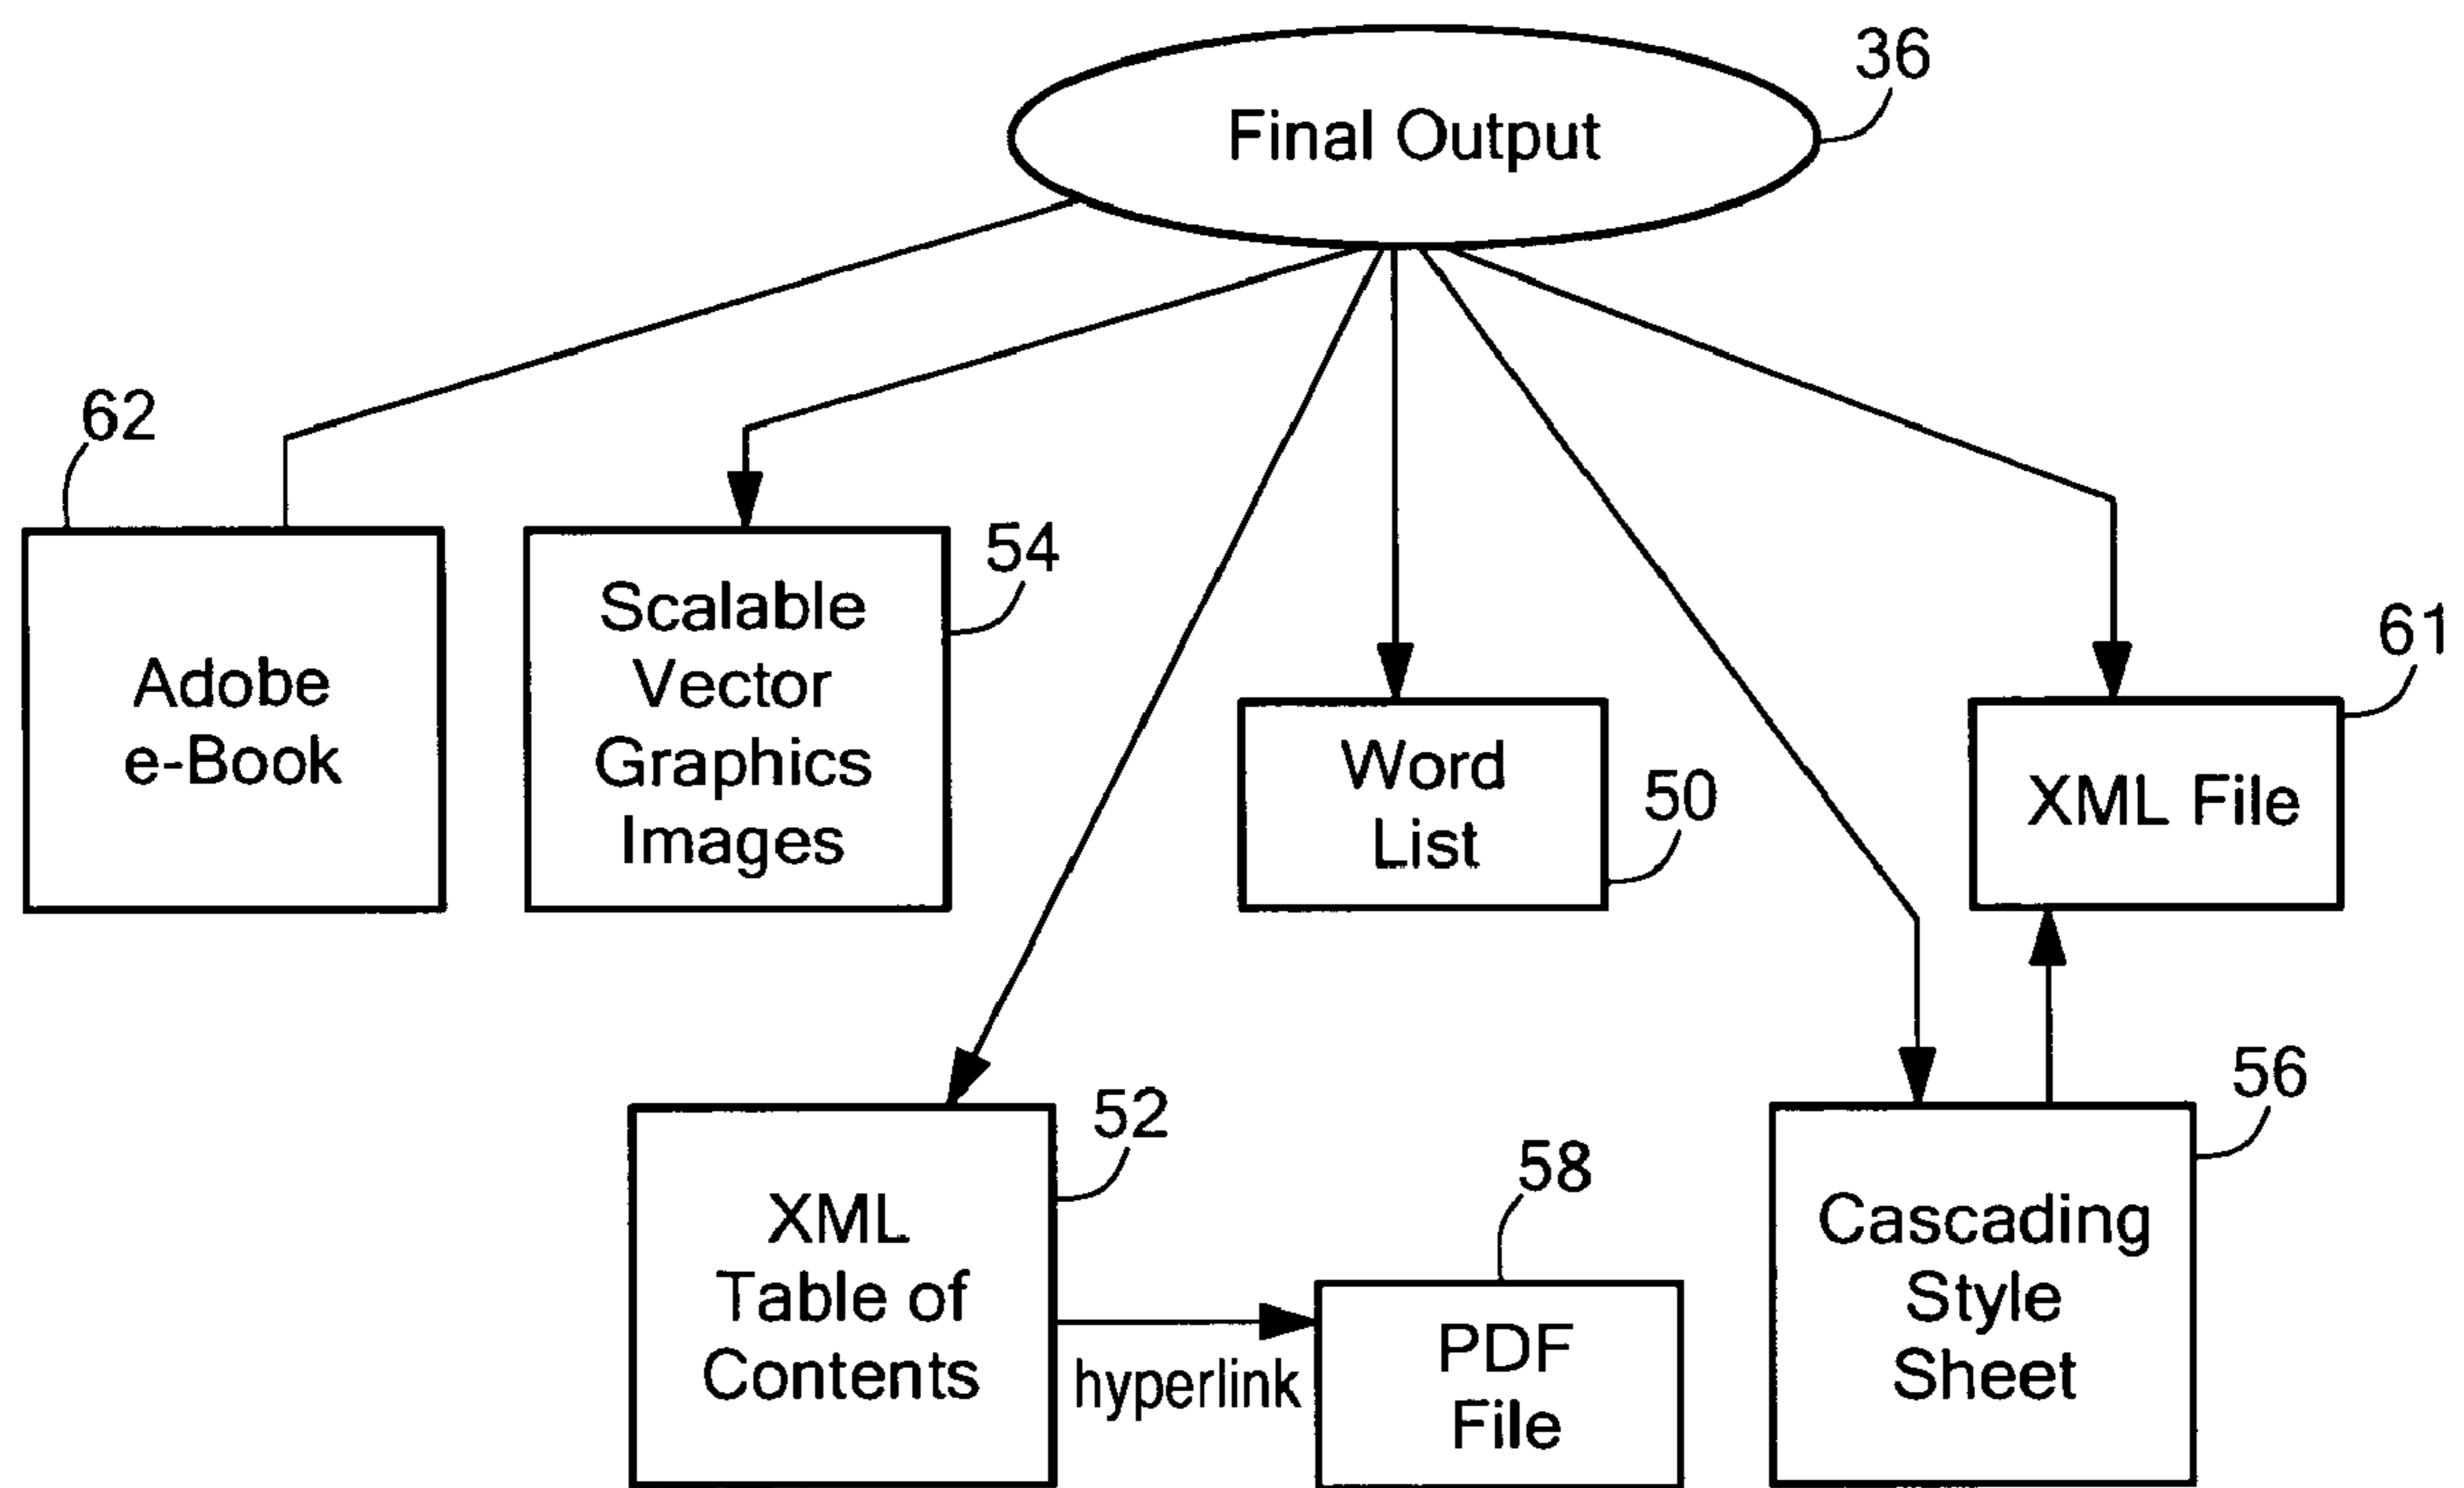 36
Final Output
62
54
Adobe
e-Book
Scalable
Vector
Graphics
Images
Word
List
50
61
XML File
52
XML
Table of
Contents
hyperlink
58
PDF
File
56
Cascading
Style
Sheet